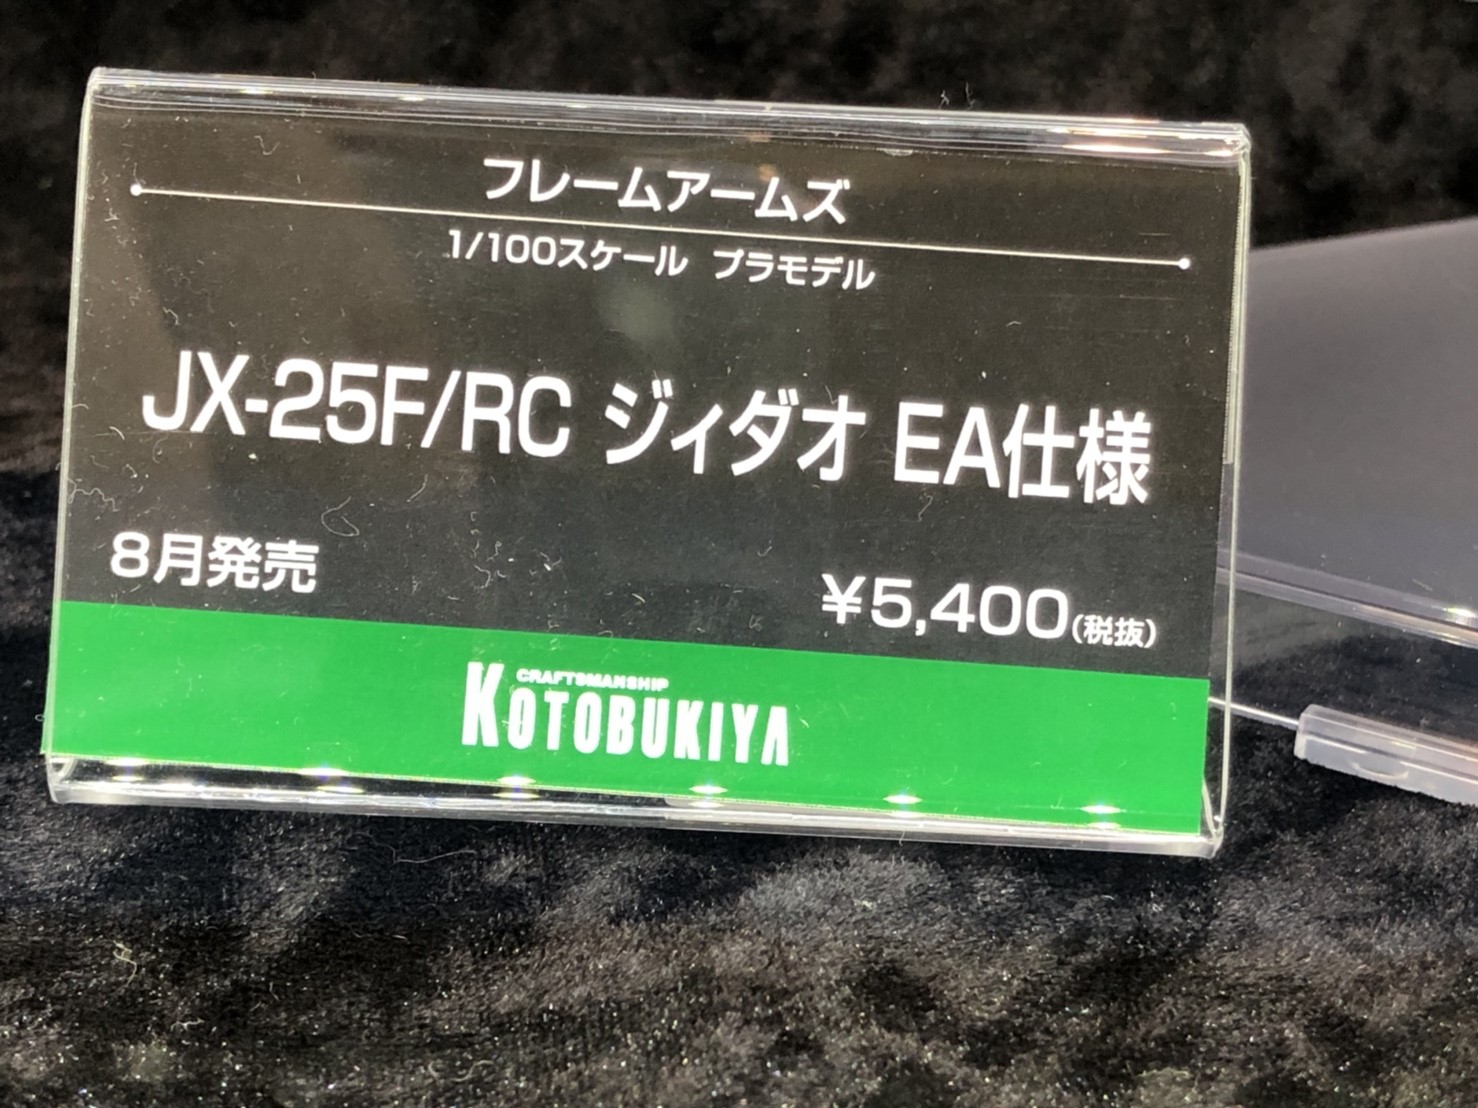 フレームアームズ
1/100スケール プラモデル
JX-25F/RC ジィダオ EA仕様
8月発売
¥5,400(税抜)
CRAFTSMANSHIP
KOTOBUKIYA